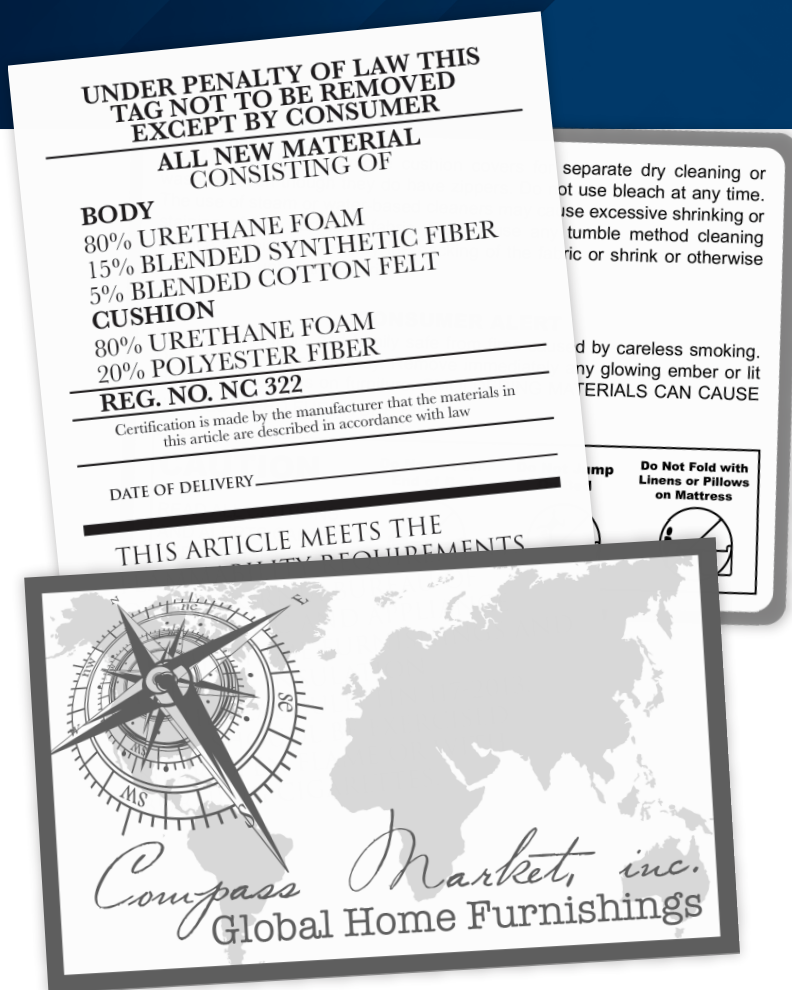 UNDER PENALTY OF LAW THIS
TAG NOT TO BE REMOVED
EXCEPT BY CONSUMER
ALL NEW MATERIAL
CONSISTING OF
BODY
80% URETHANE FOAM
15% BLENDED SYNTHETIC FIBER
5% BLENDED COTTON FELT
CUSHION
80% URETHANE FOAM
20% POLYESTER FIBER
REG. NO. NC 322
Certification is made by the manufacturer that the materials in
this article are described in accordance with law
DATE OF DELIVERY
THIS ARTICLE MEETS THE
REQUIREMENTS
separate dry cleaning or
use bleach at any time.
excessive shrinking or
tumble method cleaning
or shrink or otherwise
by careless smoking.
glowing ember or lit
CAN CAUSE
Do Not Fold with
Linens or Pillows
on Mattress
N
E
se
S
SW
nw
nc
Compass Market, inc.
Global Home Furnishings